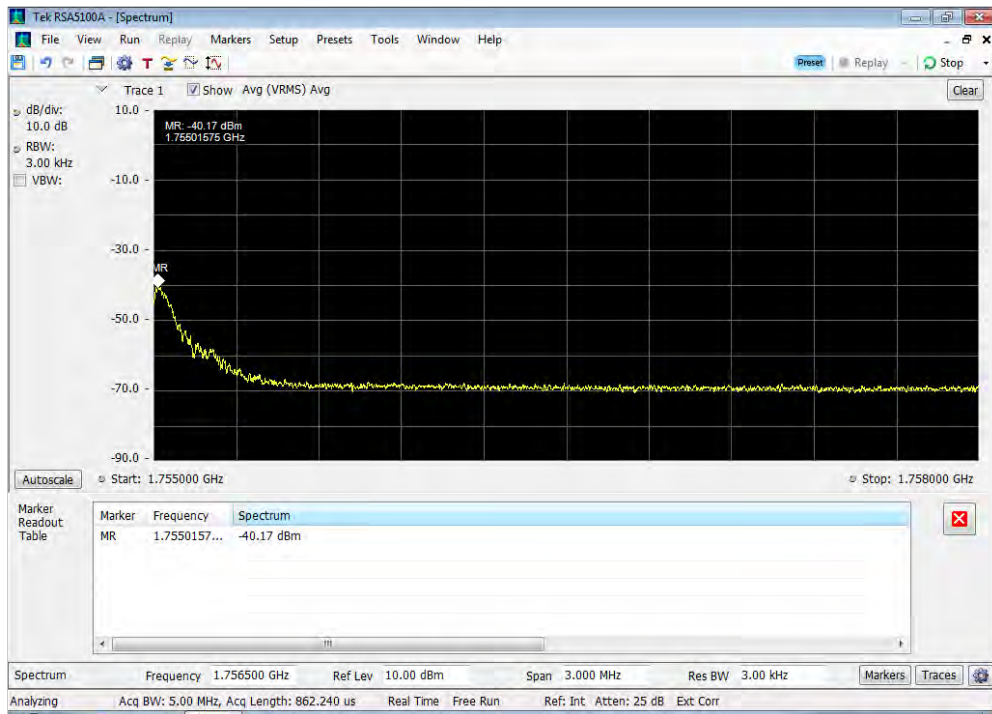 Tek RSA5100A - [Spectrum]
File View Run Replay Markers Setup Presets Tools Window Help
Preset Replay Stop
Trace 1 Show Avg (VRMS) Avg Clear
dB/div:
10.0 dB
RBW:
3.00 kHz
VBW:
10.0
-10.0
-30.0
-50.0
-70.0
-90.0
MR: -40.17 dBm
1.75501575 GHz
MR
Autoscale Start: 1.755000 GHz Stop: 1.758000 GHz
Marker
Readout
Table
Marker Frequency Spectrum
MR 1.7550157... -40.17 dBm
Spectrum Frequency 1.756500 GHz Ref Lev 10.00 dBm Span 3.000 MHz Res BW 3.00 kHz Markers Traces
Analyzing Acq BW: 5.00 MHz, Acq Length: 862.240 us Real Time Free Run Ref: Int Atten: 25 dB Ext Corr